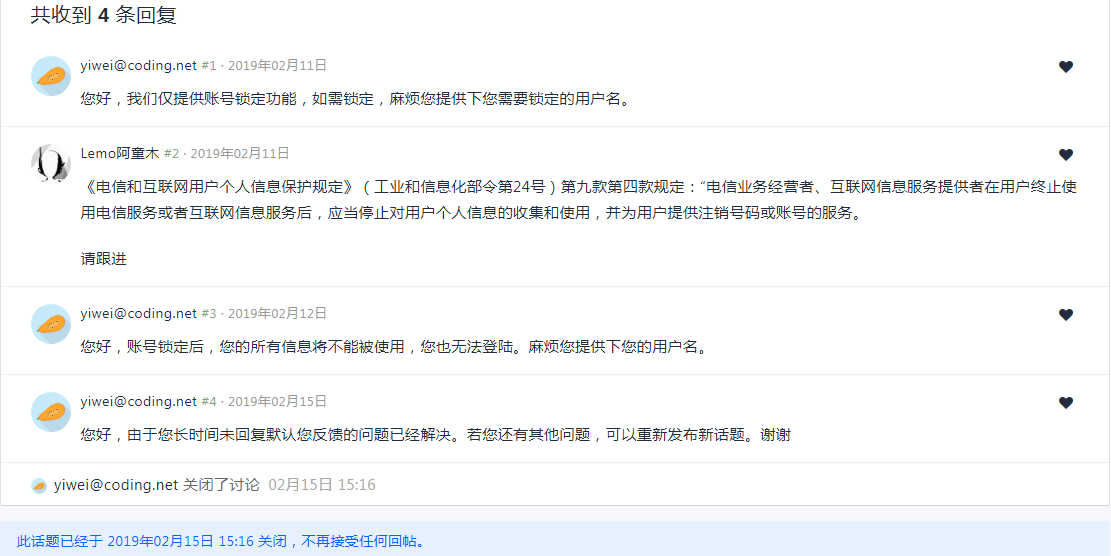 共收到 4 条回复
yiwei@coding.net #1 · 2019年02月11日
您好，我们仅提供账号锁定功能，如需锁定，麻烦您提供下您需要锁定的用户名。
Lemo阿童木 #2 · 2019年02月11日
《电信和互联网用户个人信息保护规定》（工业和信息化部令第24号）第九款第四款规定：“电信业务经营者、互联网信息服务提供者在用户终止使
用电信服务或者互联网信息服务后，应当停止对用户个人信息的收集和使用，并为用户提供注销号码或账号的服务。
请跟进
yiwei@coding.net #3 · 2019年02月12日
您好，账号锁定后，您的所有信息将不能被使用，您也无法登陆。麻烦您提供下您的用户名。
yiwei@coding.net #4 · 2019年02月15日
您好，由于您长时间未回复默认您反馈的问题已经解决。若您还有其他问题，可以重新发布新话题。谢谢
yiwei@coding.net 关闭了讨论 02月15日 15:16
此话题已经于 2019年02月15日 15:16 关闭，不再接受任何回帖。